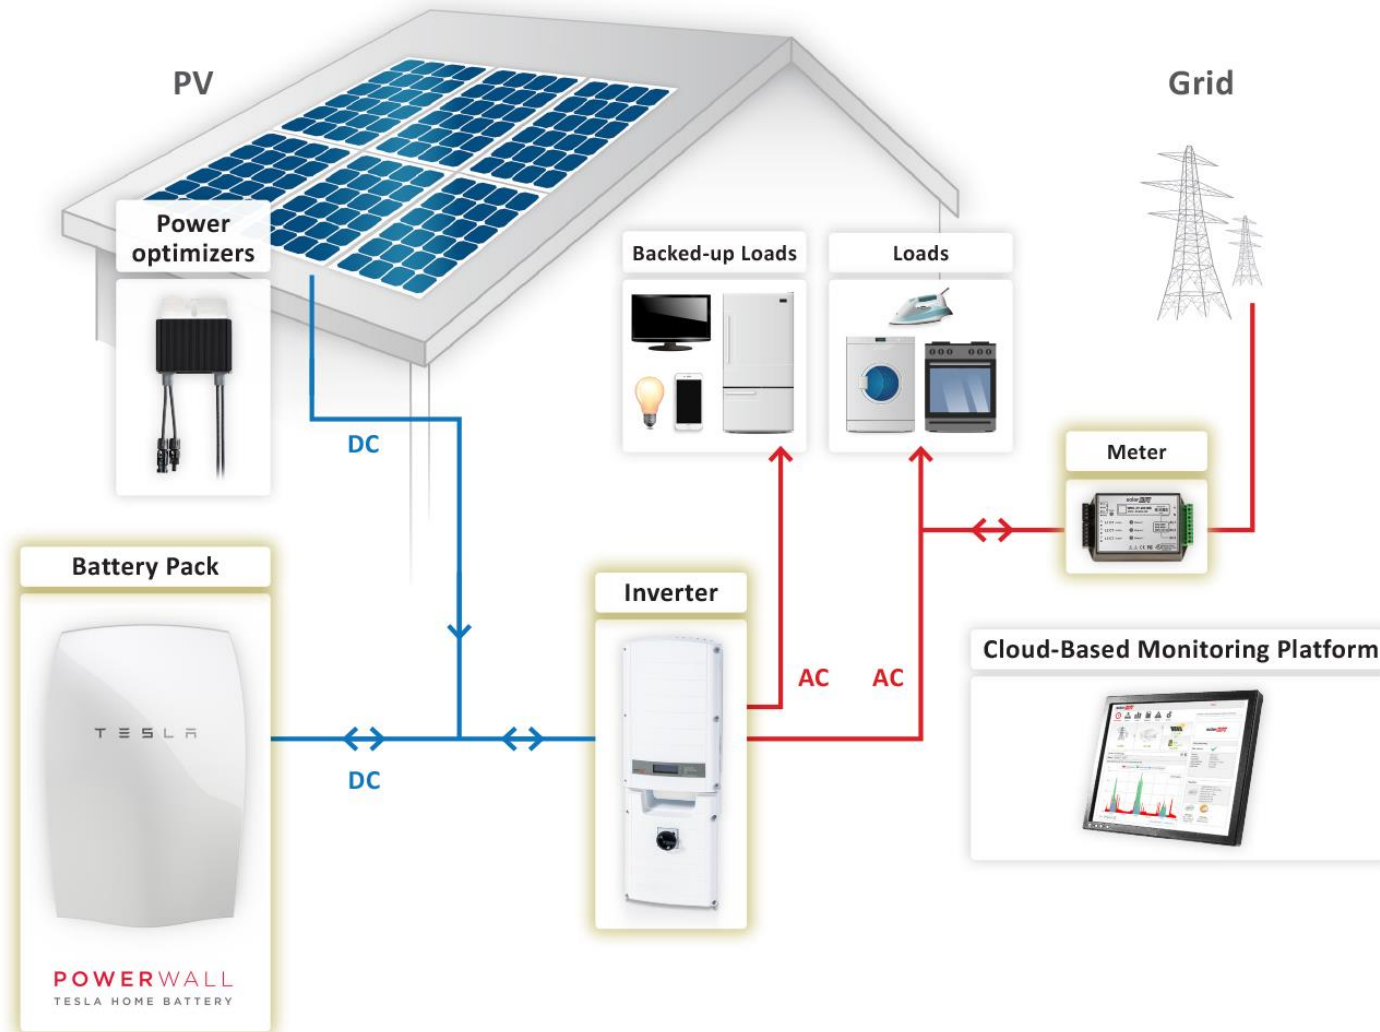 PV
Grid
Power
optimizers
Backed-up Loads
Loads
DC
Meter
solaredge
Battery Pack
Inverter
TESLA
DC
AC
AC
Cloud-Based Monitoring Platform
POWERWALL
TESLA HOME BATTERY